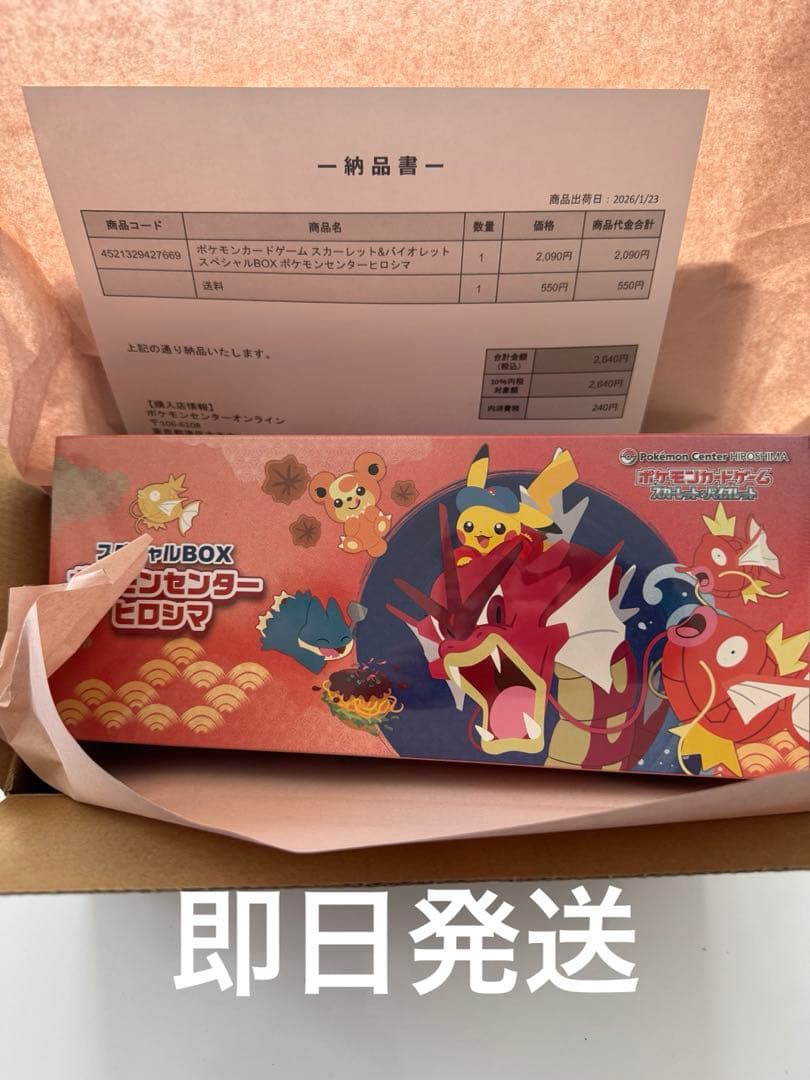 ー納品書ー
商品出荷日：2026/1/23
商品コード 商品名 数量 価格 商品代金合計
4521329427669 ポケモンカードゲーム スカーレット&バイオレット スペシャルBOX ポケモンセンターヒロシマ 1 2,090円 2,090円
送料 1 550円 550円
上記の通り納品いたします。
合計金額(税込) 2,640円
10%内税対象額 2,640円
内消費税 240円
【購入店情報】
ポケモンセンターオンライン
〒106-6108
Pokémon Center HIROSHIMA
ポケモンカードゲーム
スカーレット&バイオレット
スペシャルBOX
ポケモンセンター
ヒロシマ
即日発送